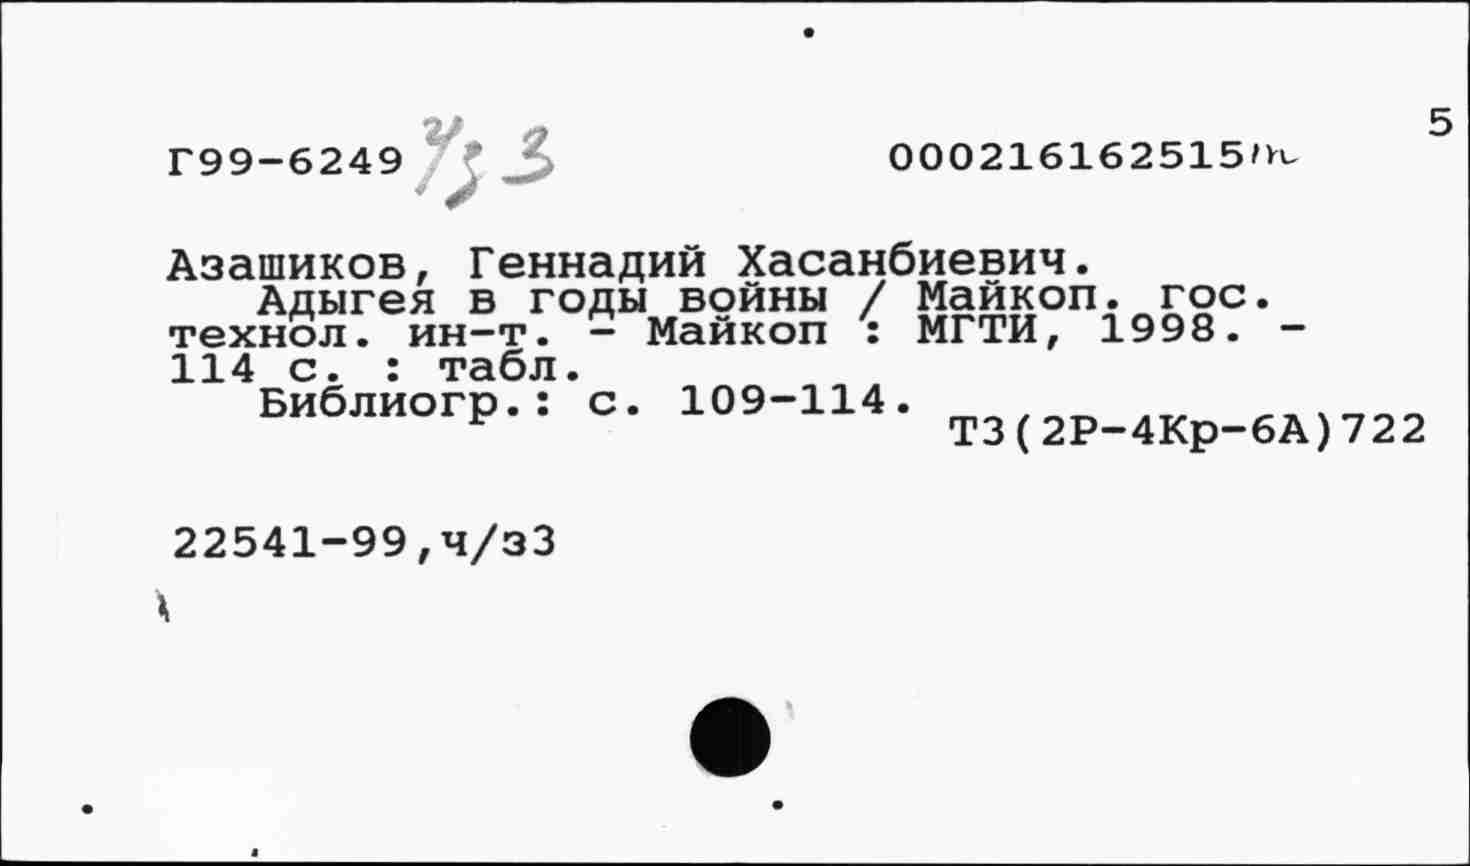 5
Г99-6249 ч/з 3 000216162515
Азашиков, Геннадий Хасанбиевич.
Адыгея в годы войны / Майкоп. гос.
технол. ин-т. - Майкоп : МГТИ, 1998. -
114 с. : табл.
Библиогр.: с. 109-114.
Т3(2Р-4Кр-6А)722
22541-99,ч/з3